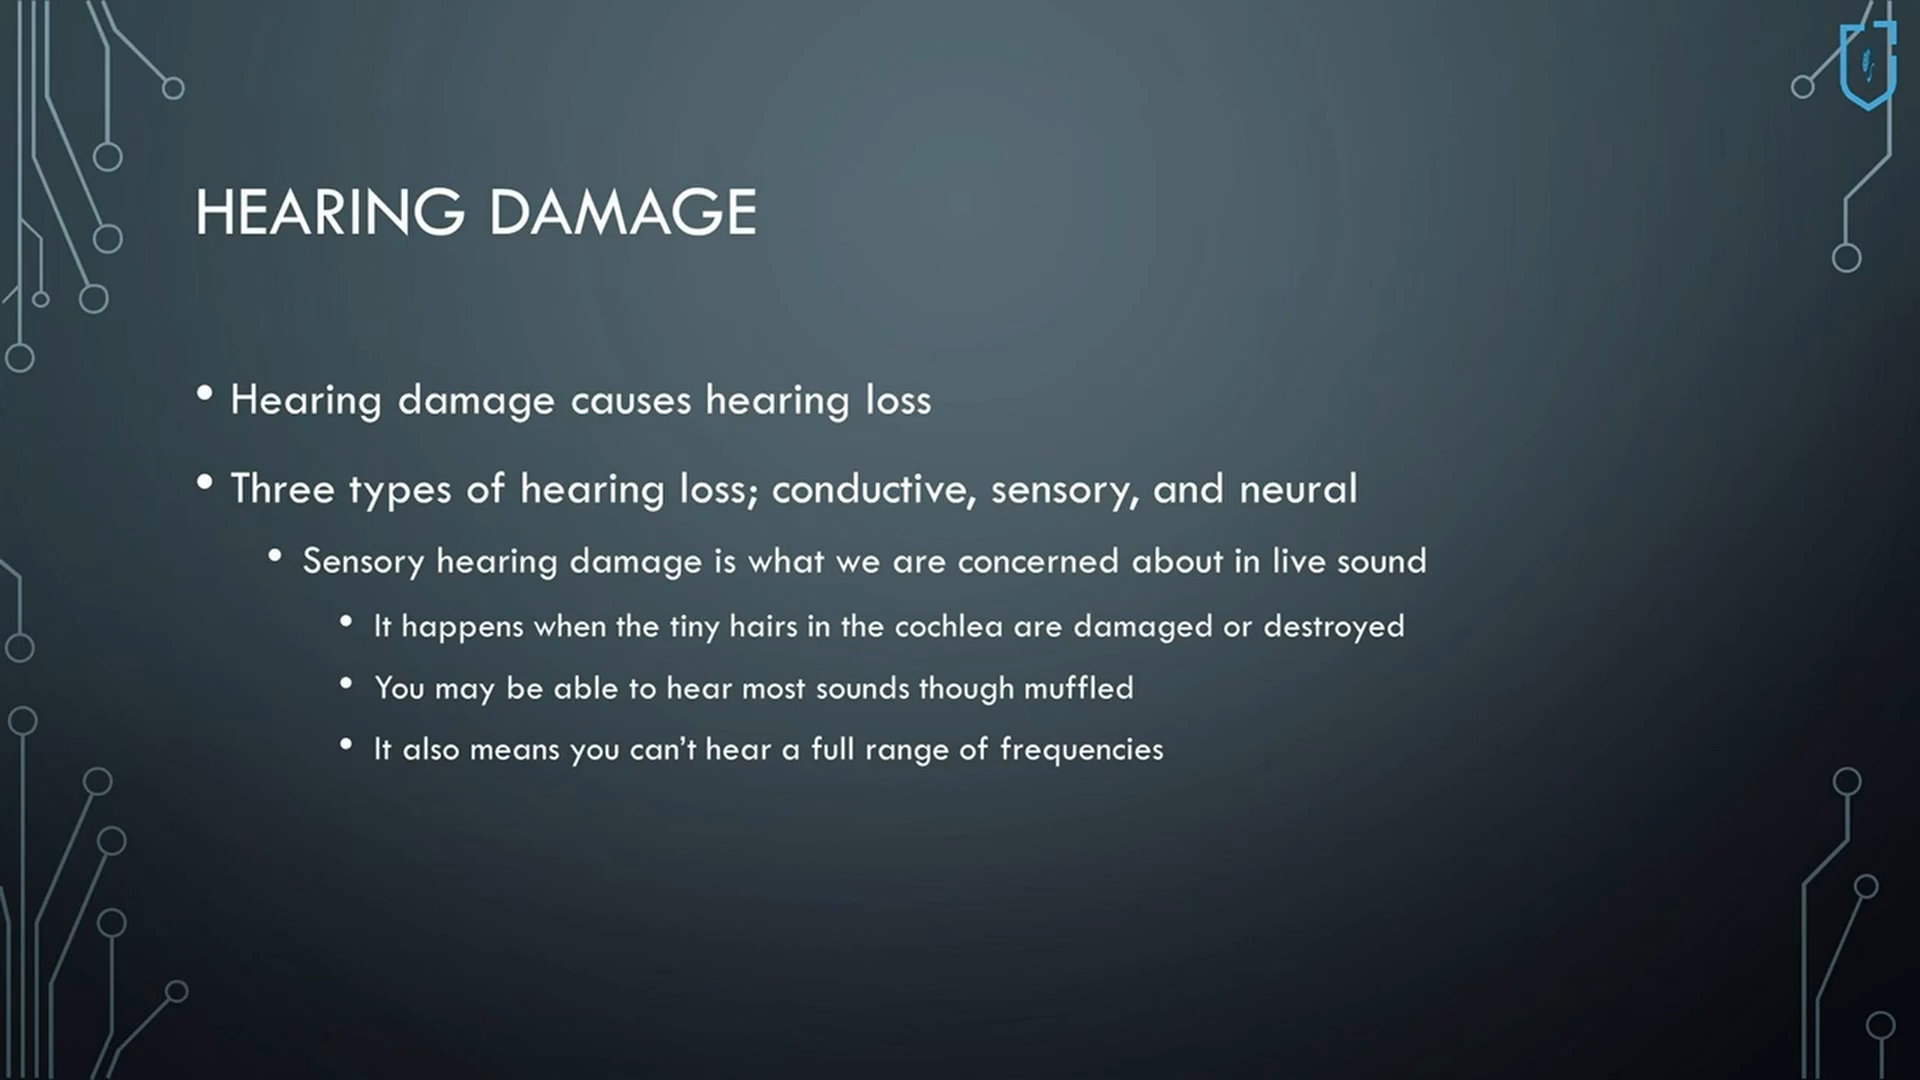 HEARING DAMAGE
• Hearing damage causes hearing loss
• Three types of hearing loss; conductive, sensory, and neural
• Sensory hearing damage is what we are concerned about in live sound
• It happens when the tiny hairs in the cochlea are damaged or destroyed
• You may be able to hear most sounds though muffled
• It also means you can’t hear a full range of frequencies